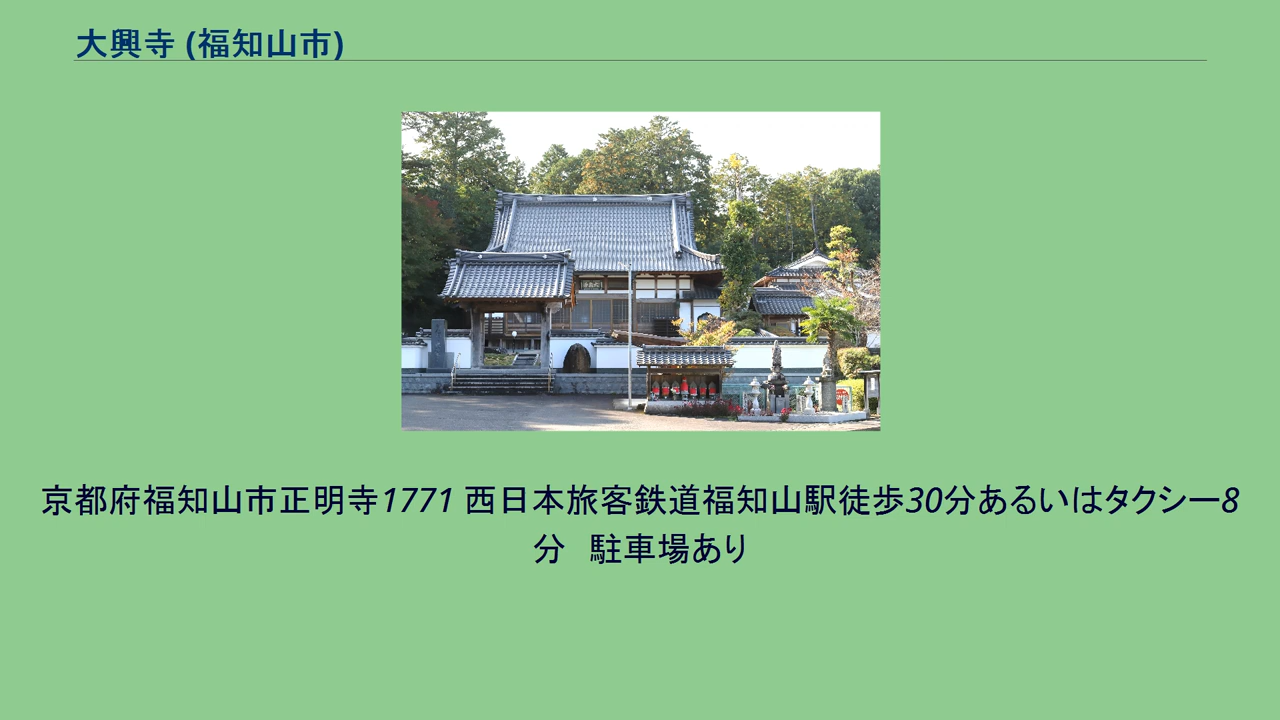 大興寺 (福知山市)
京都府福知山市正明寺1771 西日本旅客鉄道福知山駅徒歩30分あるいはタクシー8
分　駐車場あり